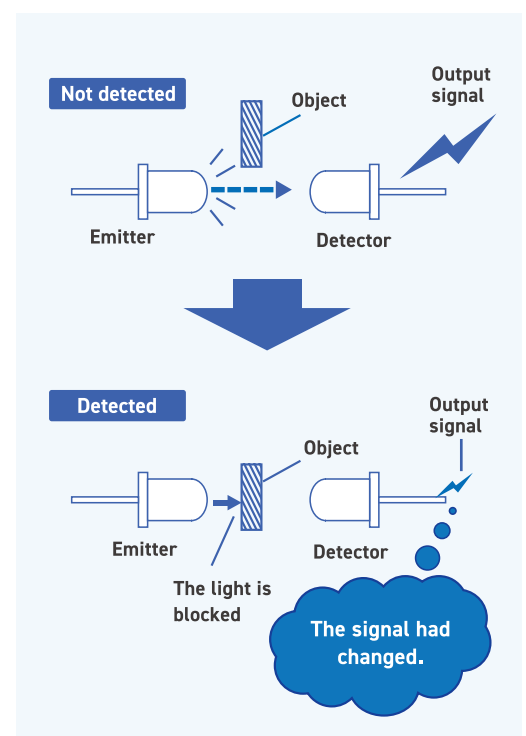 Not detected
Output
signal
Object
Emitter
Detector
Detected
Output
signal
Object
Emitter
Detector
The light is
blocked
The signal had
changed.